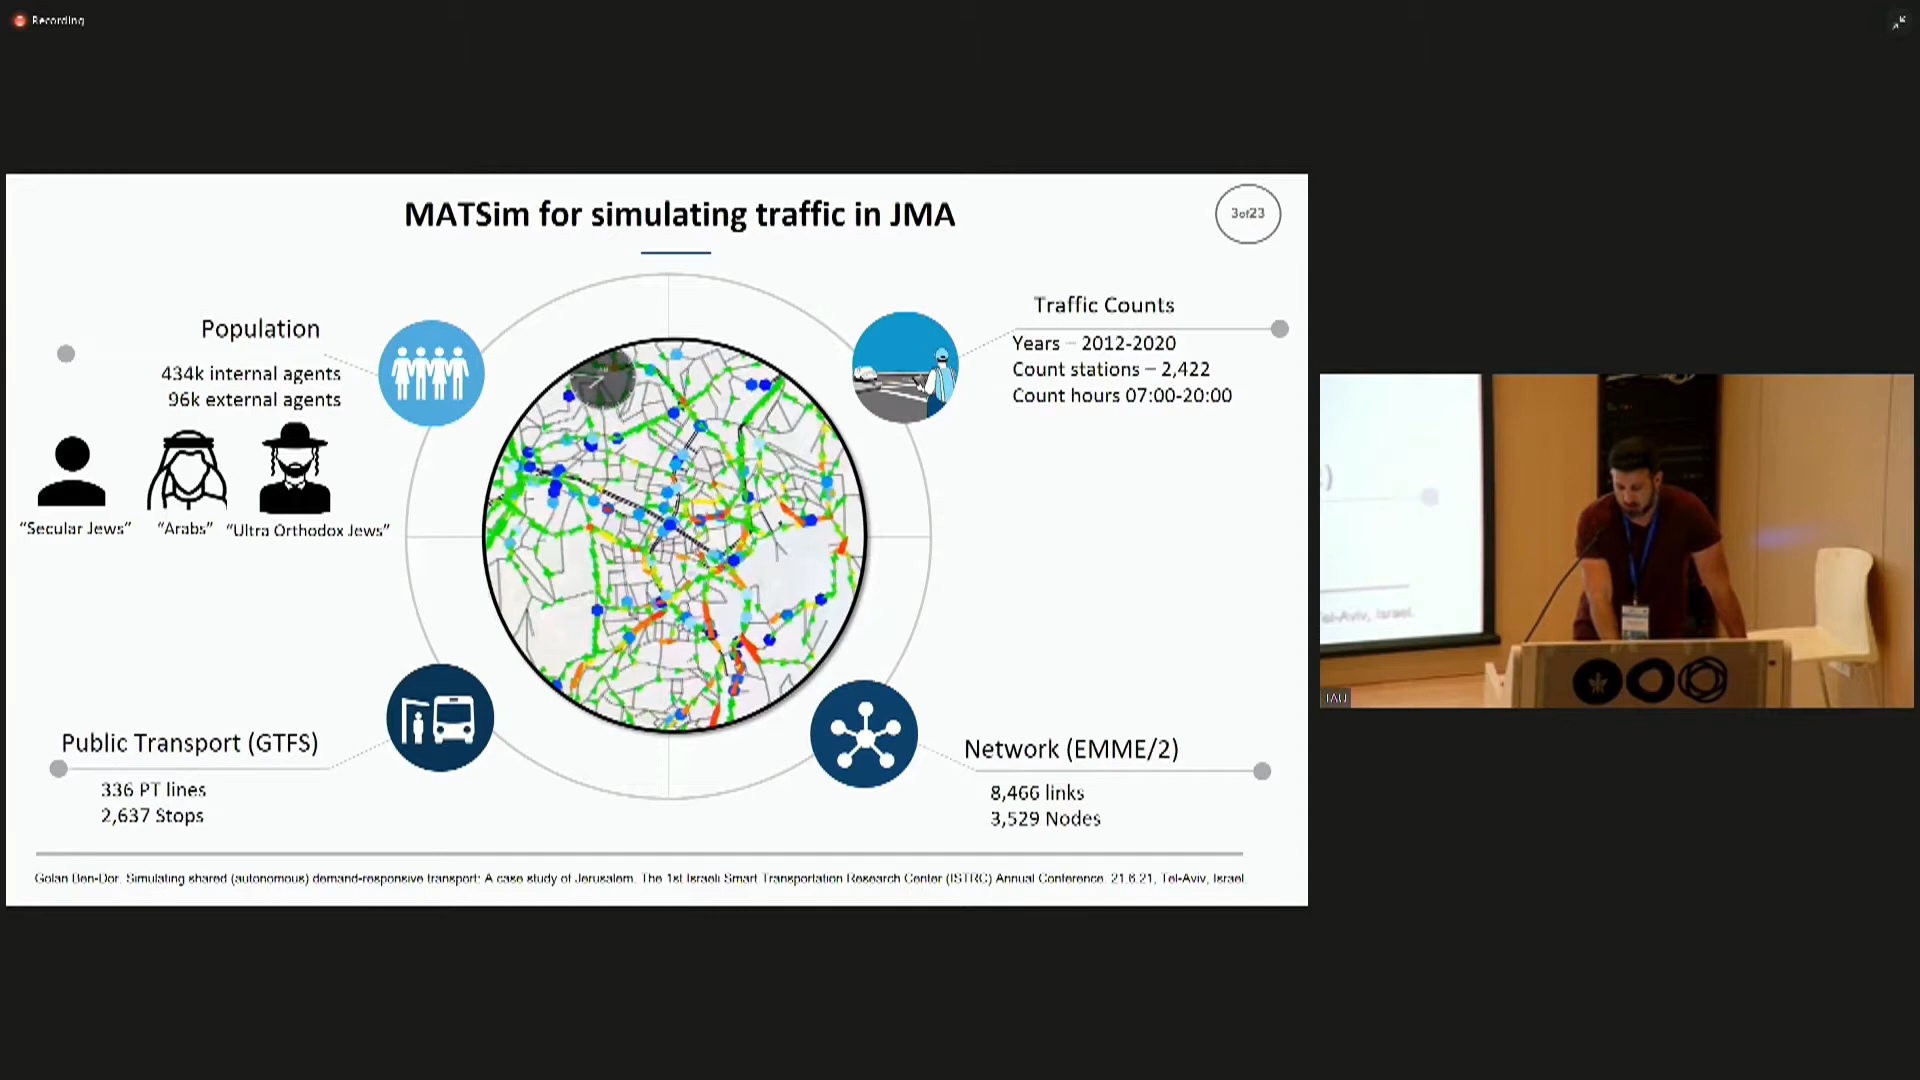 Recording
MATSim for simulating traffic in JMA
3of23
Population
434k internal agents
96k external agents
"Secular Jews"
"Arabs"
"Ultra Orthodox Jews"
Traffic Counts
Years – 2012-2020
Count stations – 2,422
Count hours 07:00-20:00
Public Transport (GTFS)
336 PT lines
2,637 Stops
Network (EMME/2)
8,466 links
3,529 Nodes
Golan Ben-Dor. Simulating shared (autonomous) demand-responsive transport: A case study of Jerusalem. The 1st Israeli Smart Transportation Research Center (ISTRC) Annual Conference. 21.6.21, Tel-Aviv, Israel.
Tel-Aviv, Israel.
TAU